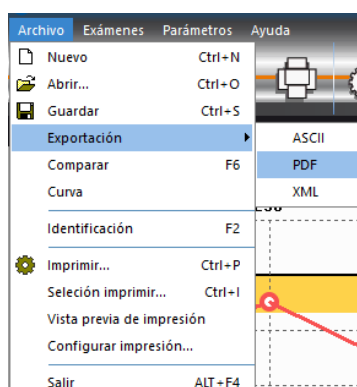 Archivo Exámenes Parámetros Ayuda
Nuevo Ctrl+N
Abrir... Ctrl+O
Guardar Ctrl+S
Exportación ASCII
Comparar F6 PDF
Curva XML
Identificación F2
Imprimir... Ctrl+P
Seleción imprimir... Ctrl+I
Vista previa de impresión
Configurar impresión...
Salir ALT+F4